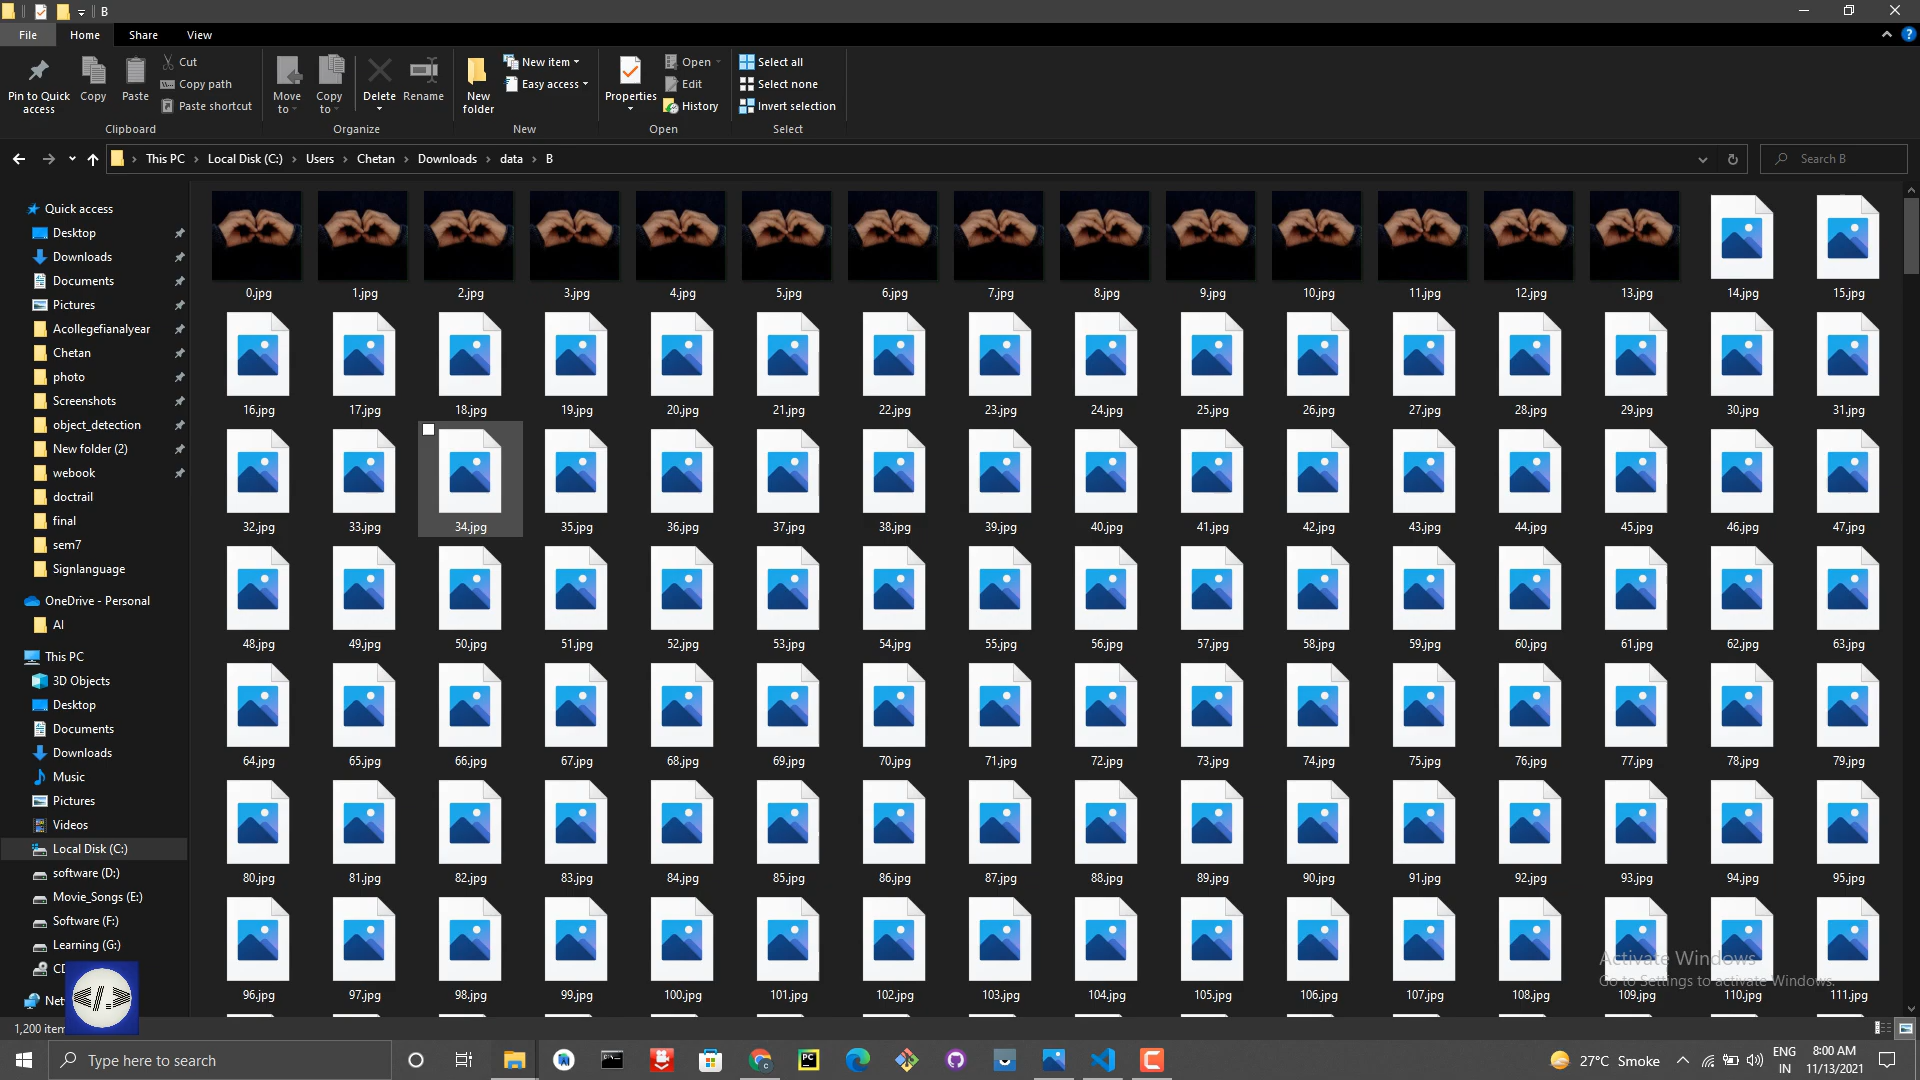 B
File Home Share View
Pin to Quick access
Copy
Paste
Cut
Copy path
Paste shortcut
Clipboard
Move to
Copy to
Delete
Rename
Organize
New folder
New item
Easy access
New
Properties
Open
Edit
History
Open
Select all
Select none
Invert selection
Select
This PC › Local Disk (C:) › Users › Chetan › Downloads › data › B
Search B
Quick access
Desktop
Downloads
Documents
Pictures
Acollegefianalyear
Chetan
photo
Screenshots
object_detection
New folder (2)
webook
doctrail
final
sem7
Signlanguage
OneDrive - Personal
AI
This PC
3D Objects
Desktop
Documents
Downloads
Music
Pictures
Videos
Local Disk (C:)
software (D:)
Movie_Songs (E:)
Software (F:)
Learning (G:)
0.jpg 1.jpg 2.jpg 3.jpg 4.jpg 5.jpg 6.jpg 7.jpg 8.jpg 9.jpg 10.jpg 11.jpg 12.jpg 13.jpg 14.jpg 15.jpg
16.jpg 17.jpg 18.jpg 19.jpg 20.jpg 21.jpg 22.jpg 23.jpg 24.jpg 25.jpg 26.jpg 27.jpg 28.jpg 29.jpg 30.jpg 31.jpg
32.jpg 33.jpg 34.jpg 35.jpg 36.jpg 37.jpg 38.jpg 39.jpg 40.jpg 41.jpg 42.jpg 43.jpg 44.jpg 45.jpg 46.jpg 47.jpg
48.jpg 49.jpg 50.jpg 51.jpg 52.jpg 53.jpg 54.jpg 55.jpg 56.jpg 57.jpg 58.jpg 59.jpg 60.jpg 61.jpg 62.jpg 63.jpg
64.jpg 65.jpg 66.jpg 67.jpg 68.jpg 69.jpg 70.jpg 71.jpg 72.jpg 73.jpg 74.jpg 75.jpg 76.jpg 77.jpg 78.jpg 79.jpg
80.jpg 81.jpg 82.jpg 83.jpg 84.jpg 85.jpg 86.jpg 87.jpg 88.jpg 89.jpg 90.jpg 91.jpg 92.jpg 93.jpg 94.jpg 95.jpg
96.jpg 97.jpg 98.jpg 99.jpg 100.jpg 101.jpg 102.jpg 103.jpg 104.jpg 105.jpg 106.jpg 107.jpg 108.jpg 109.jpg 110.jpg 111.jpg
Activate Windows
Go to Settings to activate Windows.
</.>
1,200
Type here to search
27°C Smoke
ENG
IN
8:00 AM
11/13/2021